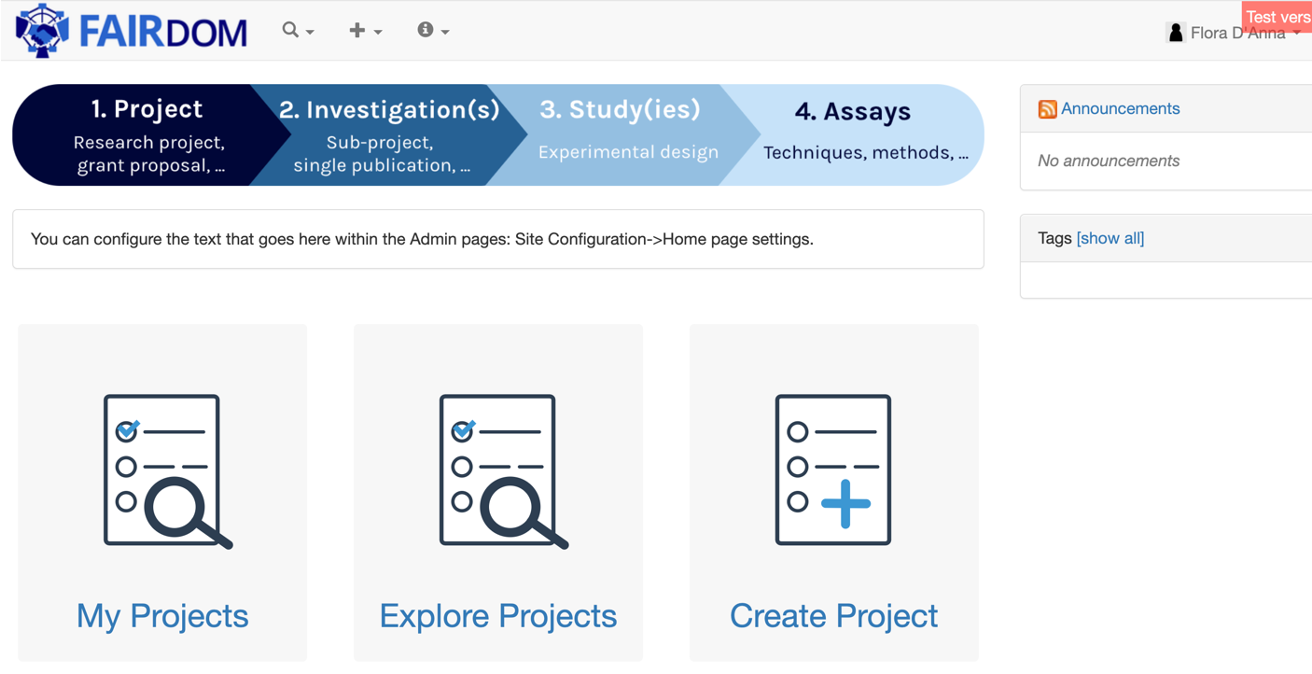 FAIRDOM
Test vers
Flora D'Anna
1. Project
Research project,
grant proposal, ...
2. Investigation(s)
Sub-project,
single publication, ...
3. Study(ies)
Experimental design
4. Assays
Techniques, methods, ...
Announcements
No announcements
You can configure the text that goes here within the Admin pages: Site Configuration->Home page settings.
Tags [show all]
My Projects
Explore Projects
Create Project